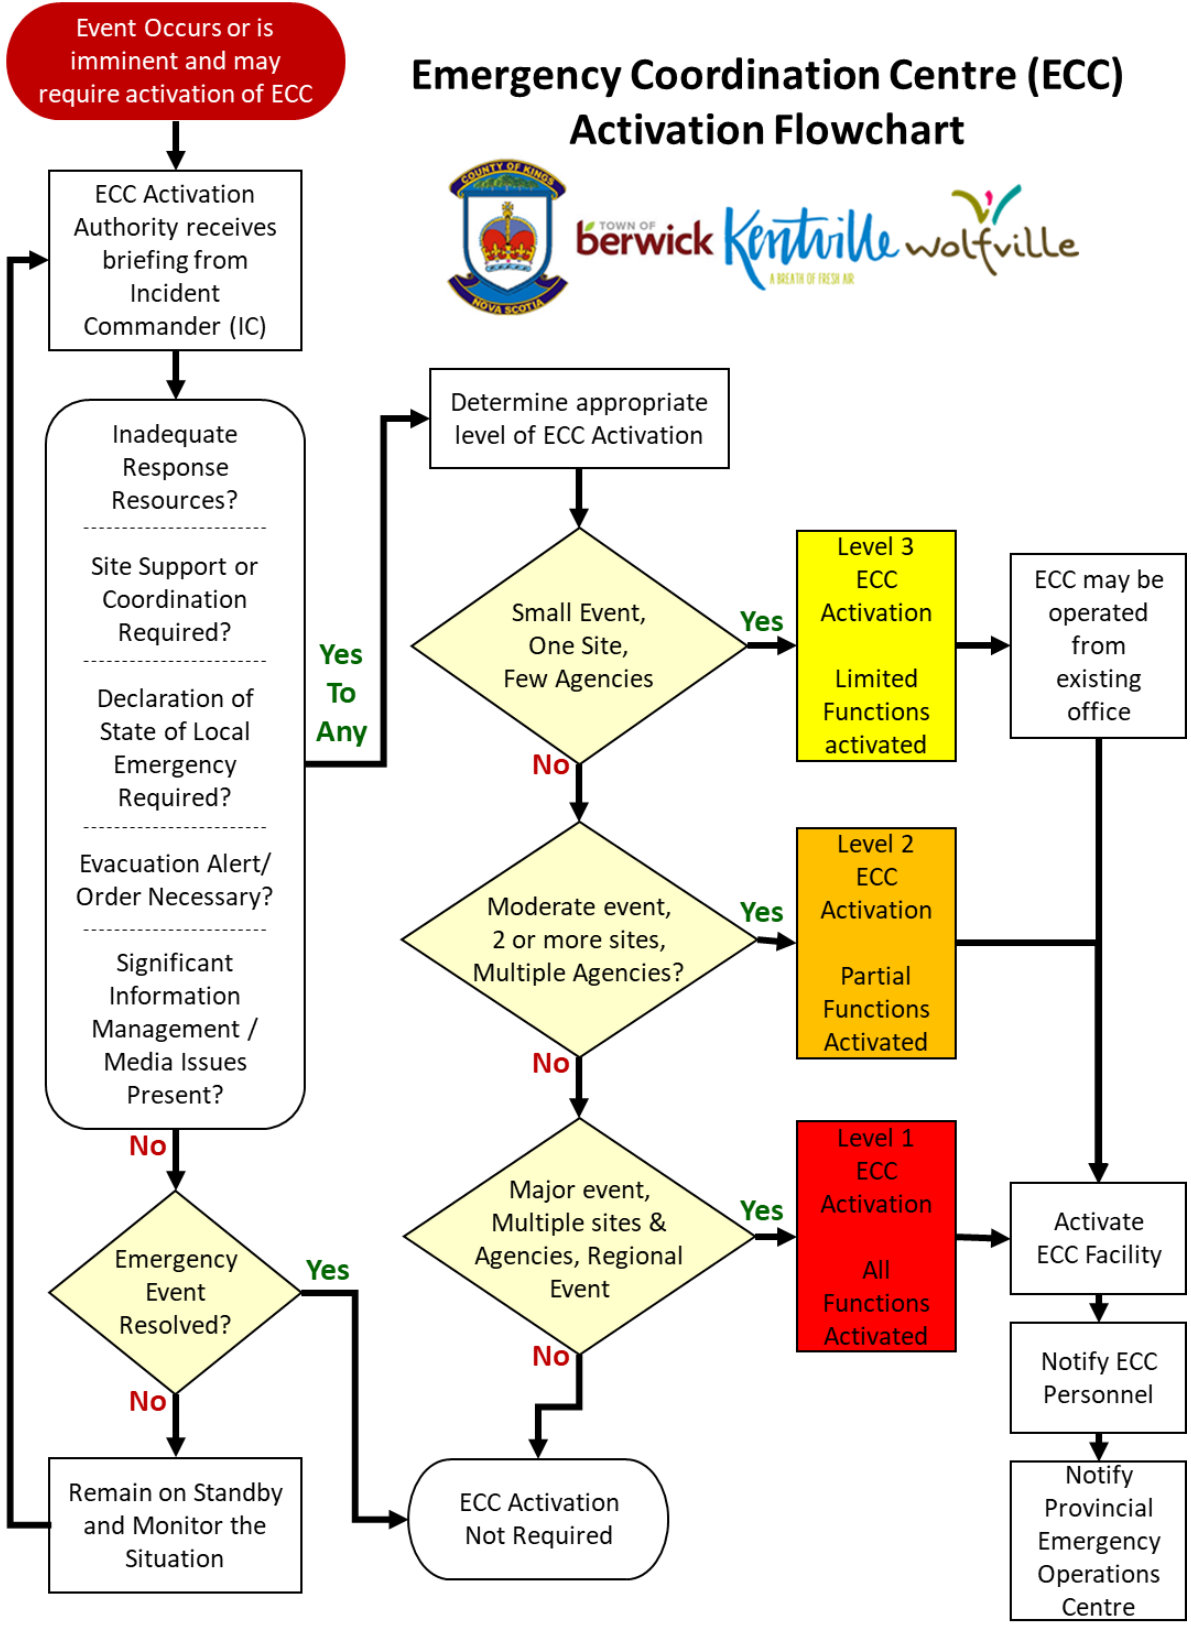 Event Occurs or is
imminent and may
require activation of ECC
Emergency Coordination Centre (ECC)
Activation Flowchart
COUNTY OF KINGS
NOVA SCOTIA
TOWN OF
berwick
Kentville
A BREATH OF FRESH AIR
wolfville
ECC Activation
Authority receives
briefing from
Incident
Commander (IC)
Inadequate
Response
Resources?
Site Support or
Coordination
Required?
Declaration of
State of Local
Emergency
Required?
Evacuation Alert/
Order Necessary?
Significant
Information
Management /
Media Issues
Present?
Yes
To
Any
No
Emergency
Event
Resolved?
Yes
No
Remain on Standby
and Monitor the
Situation
Determine appropriate
level of ECC Activation
Small Event,
One Site,
Few Agencies
Yes
No
Level 3
ECC
Activation
Limited
Functions
activated
ECC may be
operated
from
existing
office
Moderate event,
2 or more sites,
Multiple Agencies?
Yes
No
Level 2
ECC
Activation
Partial
Functions
Activated
Major event,
Multiple sites &
Agencies, Regional
Event
Yes
No
Level 1
ECC
Activation
All
Functions
Activated
ECC Activation
Not Required
Activate
ECC Facility
Notify ECC
Personnel
Notify
Provincial
Emergency
Operations
Centre